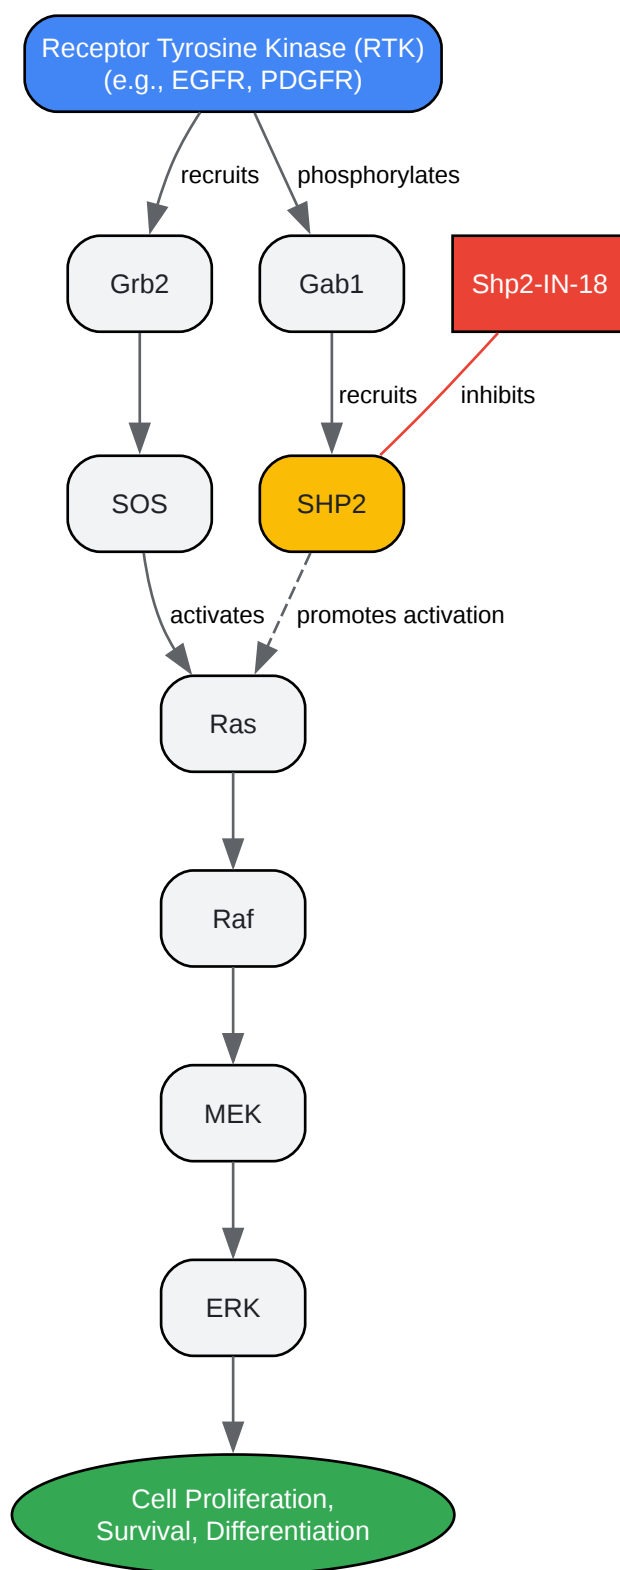 Receptor Tyrosine Kinase (RTK)
(e.g., EGFR, PDGFR)
recruits
phosphorylates
Grb2
Gab1
Shp2-IN-18
recruits
inhibits
SOS
SHP2
activates
promotes activation
Ras
Raf
MEK
ERK
Cell Proliferation,
Survival, Differentiation